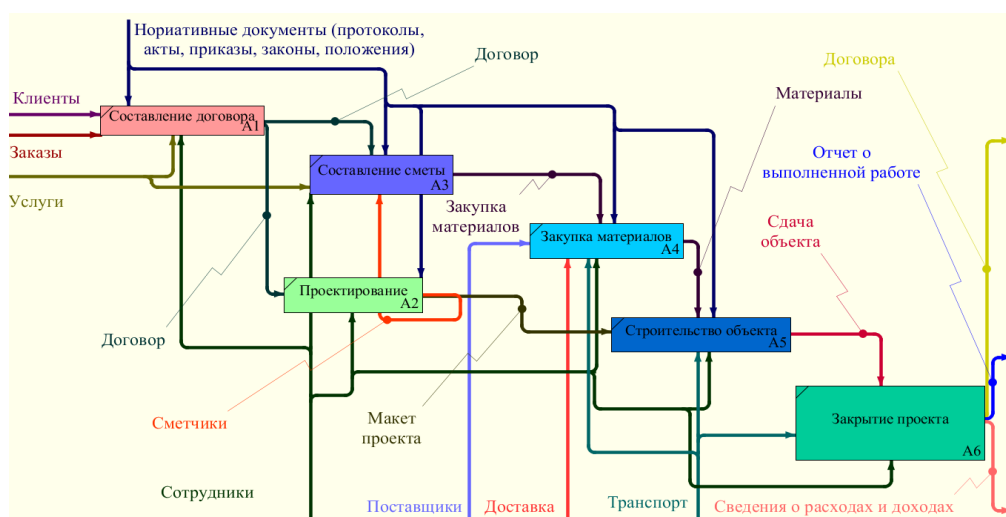 Нориативные документы (протоколы,
акты, приказы, законы, положения)
Договор
Договора
Клиенты
Материалы
Составление договора
A1
Заказы
Отчет о
выполненной работе
Составление сметы
A3
Услуги
Закупка
материалов
Сдача
объекта
Закупка материалов
A4
Проектирование
A2
Договор
Строительство объекта
A5
Сметчики
Макет
проекта
Закрытие проекта
A6
Сотрудники
Поставщики
Доставка
Транспорт
Сведения о расходах и доходах